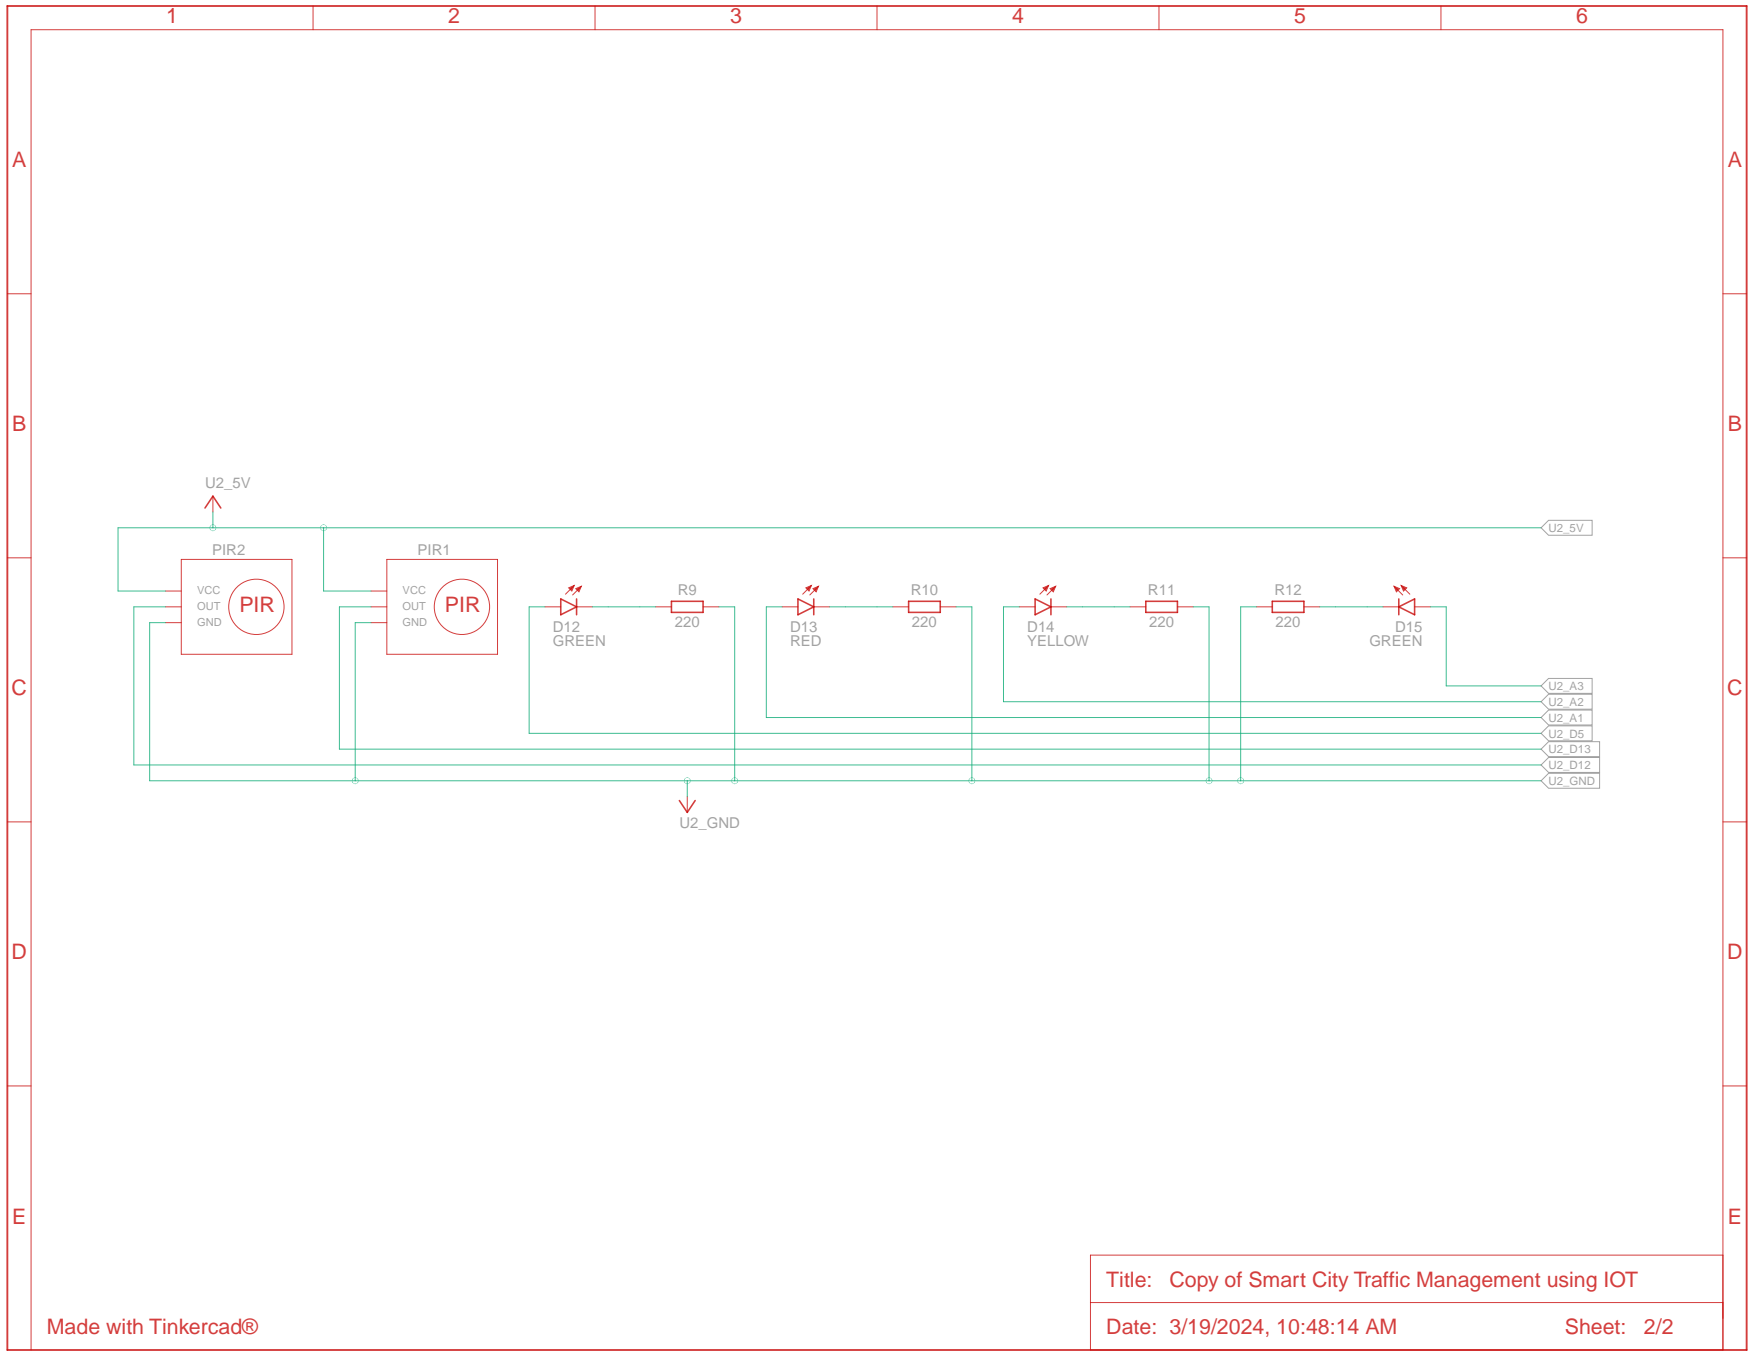 1 2 3 4 5 6
A A
B B
U2_5V
U2_5V
PIR2 PIR1
VCC VCC R9 R10 R11 R12
OUT PIR OUT PIR
GND GND 220 220 220 220
D12 D13 D14 D15
GREEN RED YELLOW GREEN
C C
U2_A3
U2_A2
U2_A1
U2_D5
U2_D13
U2_D12
U2_GND
U2_GND
D D
E E
Title: Copy of Smart City Traffic Management using IOT
Made with Tinkercad® Date: 3/19/2024, 10:48:14 AM Sheet: 2/2